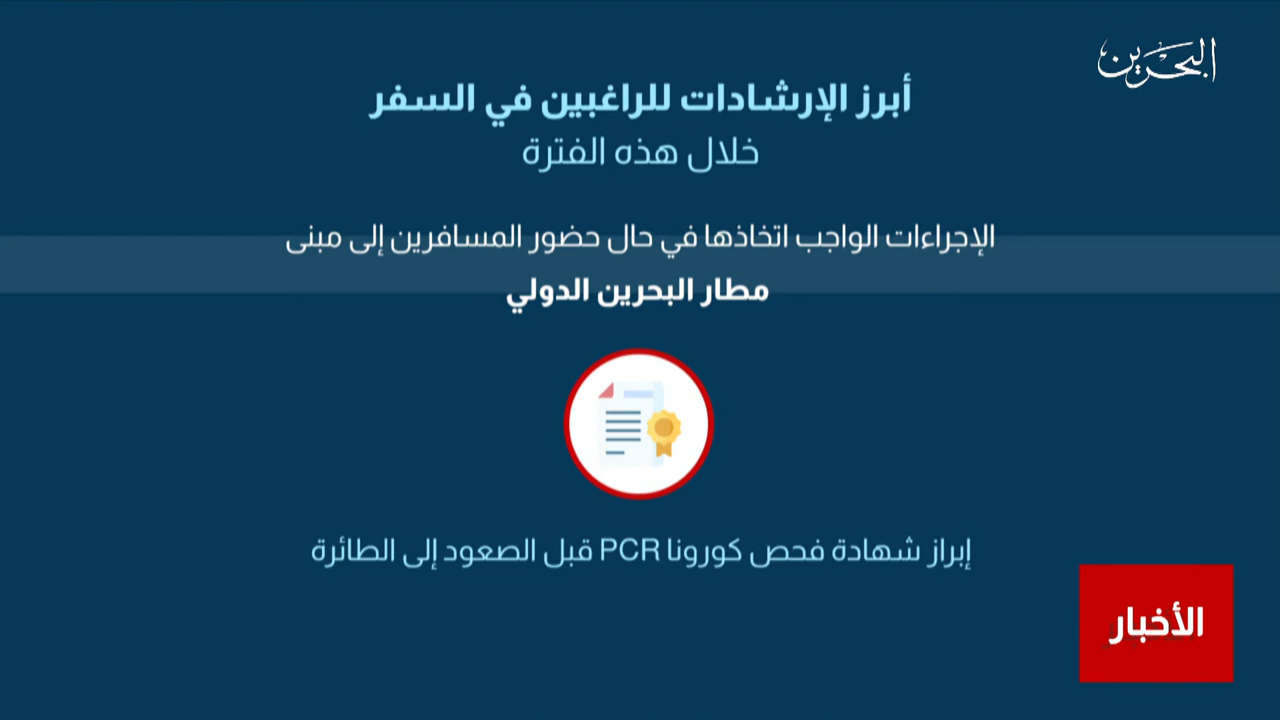 البحرين
أبرز الإرشادات للراغبين في السفر
خلال هذه الفترة
الإجراءات الواجب اتخاذها في حال حضور المسافرين إلى مبنى
مطار البحرين الدولي
إبراز شهادة فحص كورونا PCR قبل الصعود إلى الطائرة
الأخبار